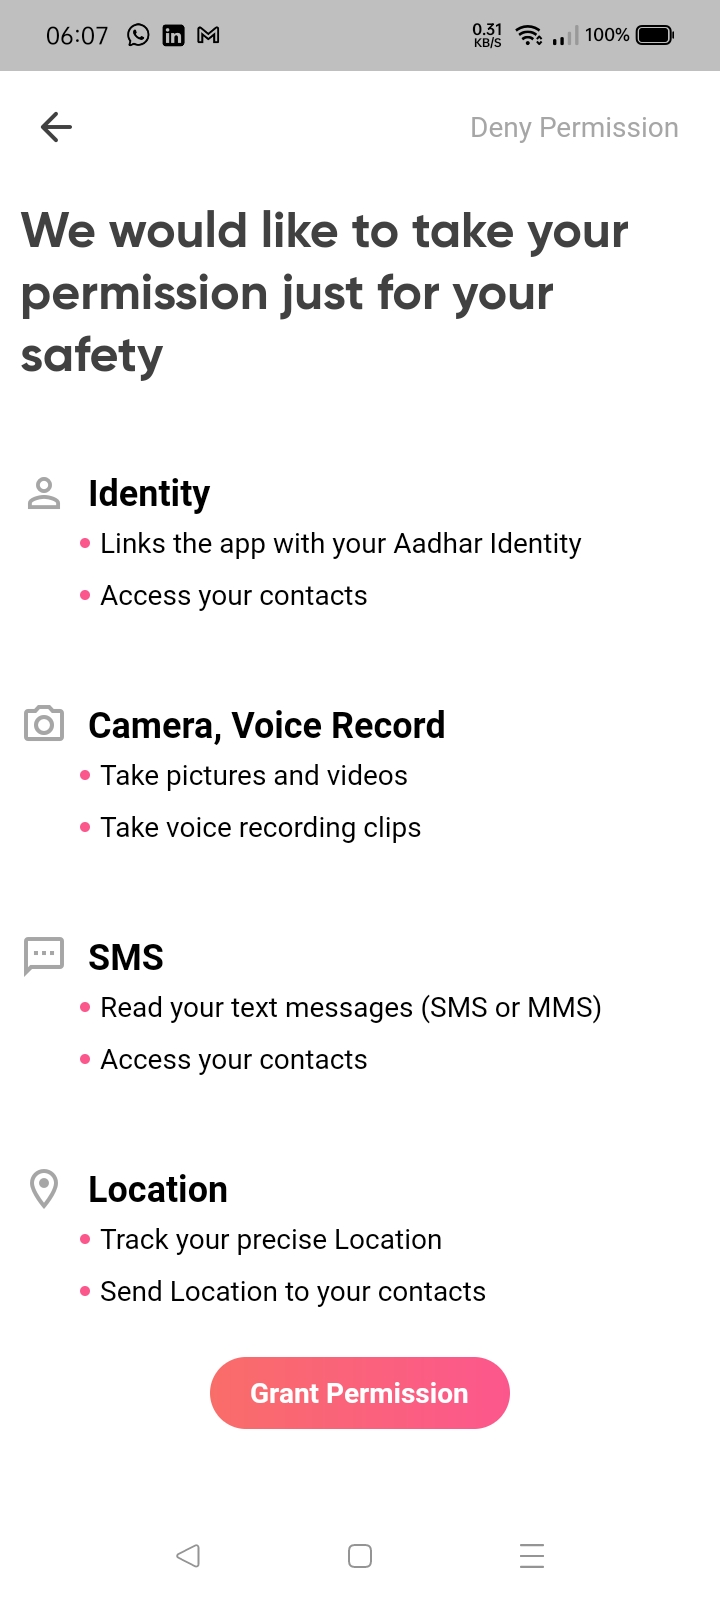 06:07
0.31 KB/S
100%
Deny Permission
We would like to take your
permission just for your
safety
Identity
Links the app with your Aadhar Identity
Access your contacts
Camera, Voice Record
Take pictures and videos
Take voice recording clips
SMS
Read your text messages (SMS or MMS)
Access your contacts
Location
Track your precise Location
Send Location to your contacts
Grant Permission